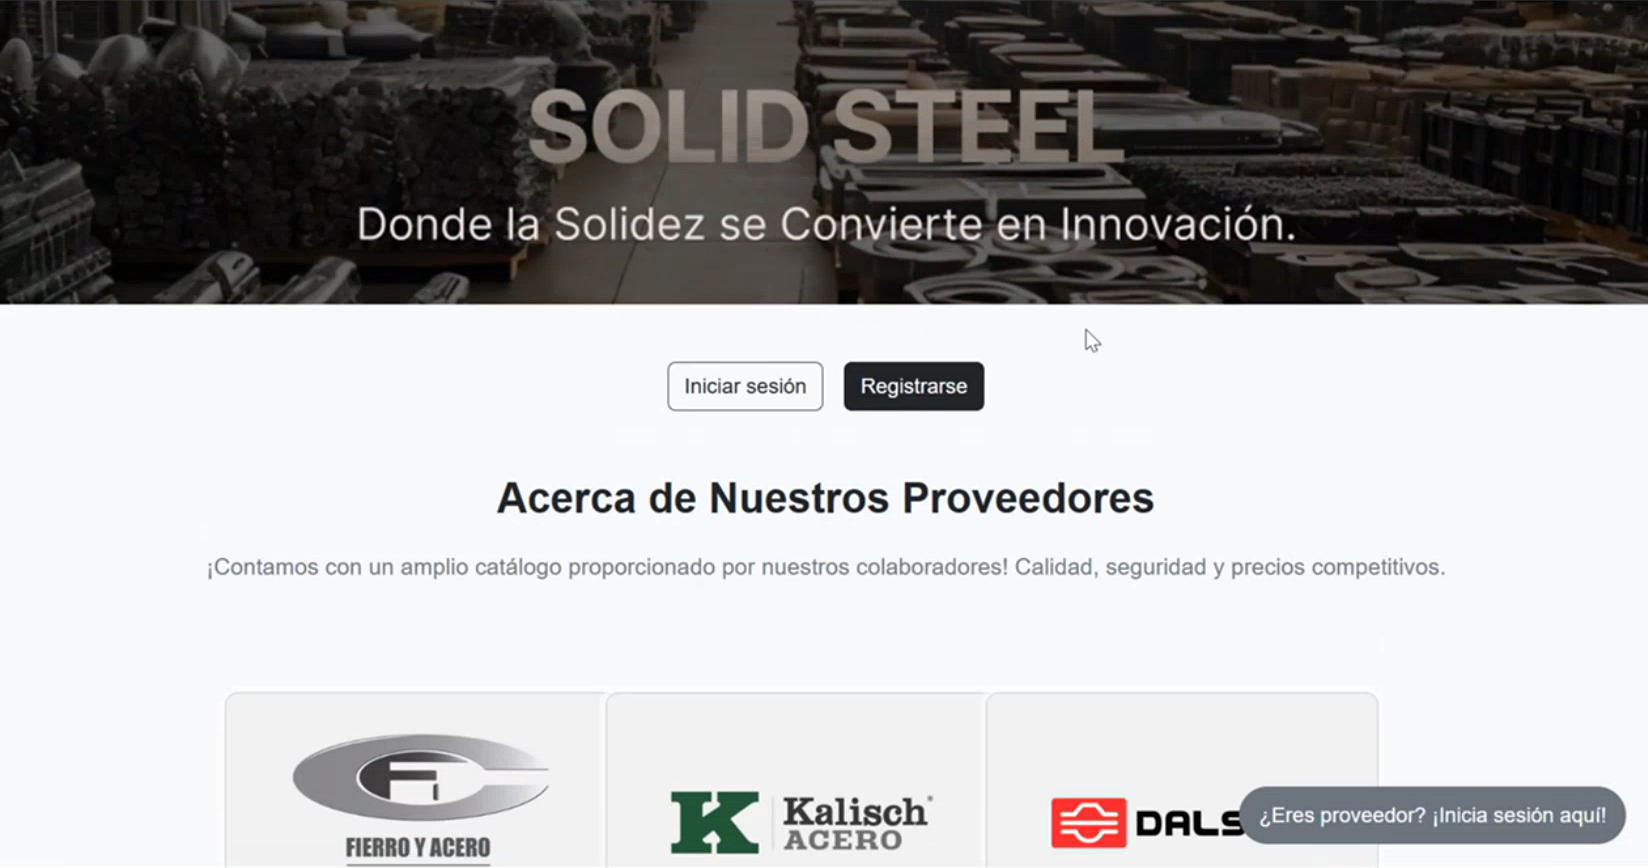 SOLID STEEL
Donde la Solidez se Convierte en Innovación.
Iniciar sesión
Registrarse
Acerca de Nuestros Proveedores
¡Contamos con un amplio catálogo proporcionado por nuestros colaboradores! Calidad, seguridad y precios competitivos.
FIERRO Y ACERO
K Kalisch
ACERO
DALS
¿Eres proveedor? ¡Inicia sesión aquí!